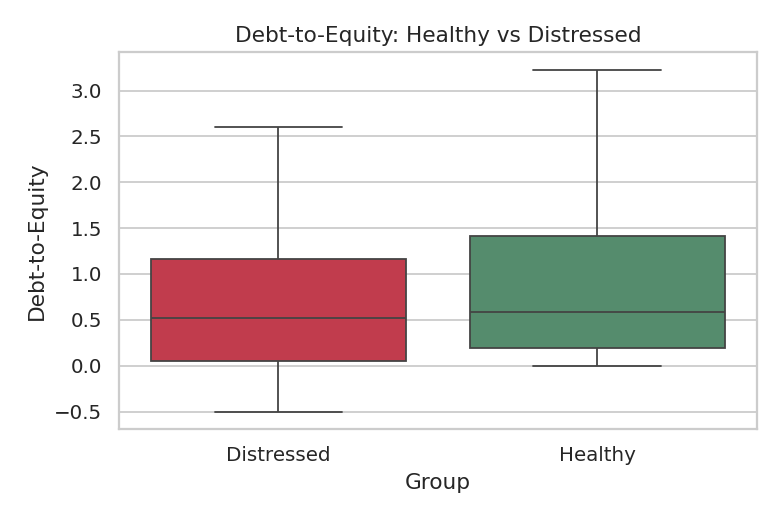 Debt-to-Equity: Healthy vs Distressed
Debt-to-Equity
3.0
2.5
2.0
1.5
1.0
0.5
0.0
−0.5
Distressed
Healthy
Group